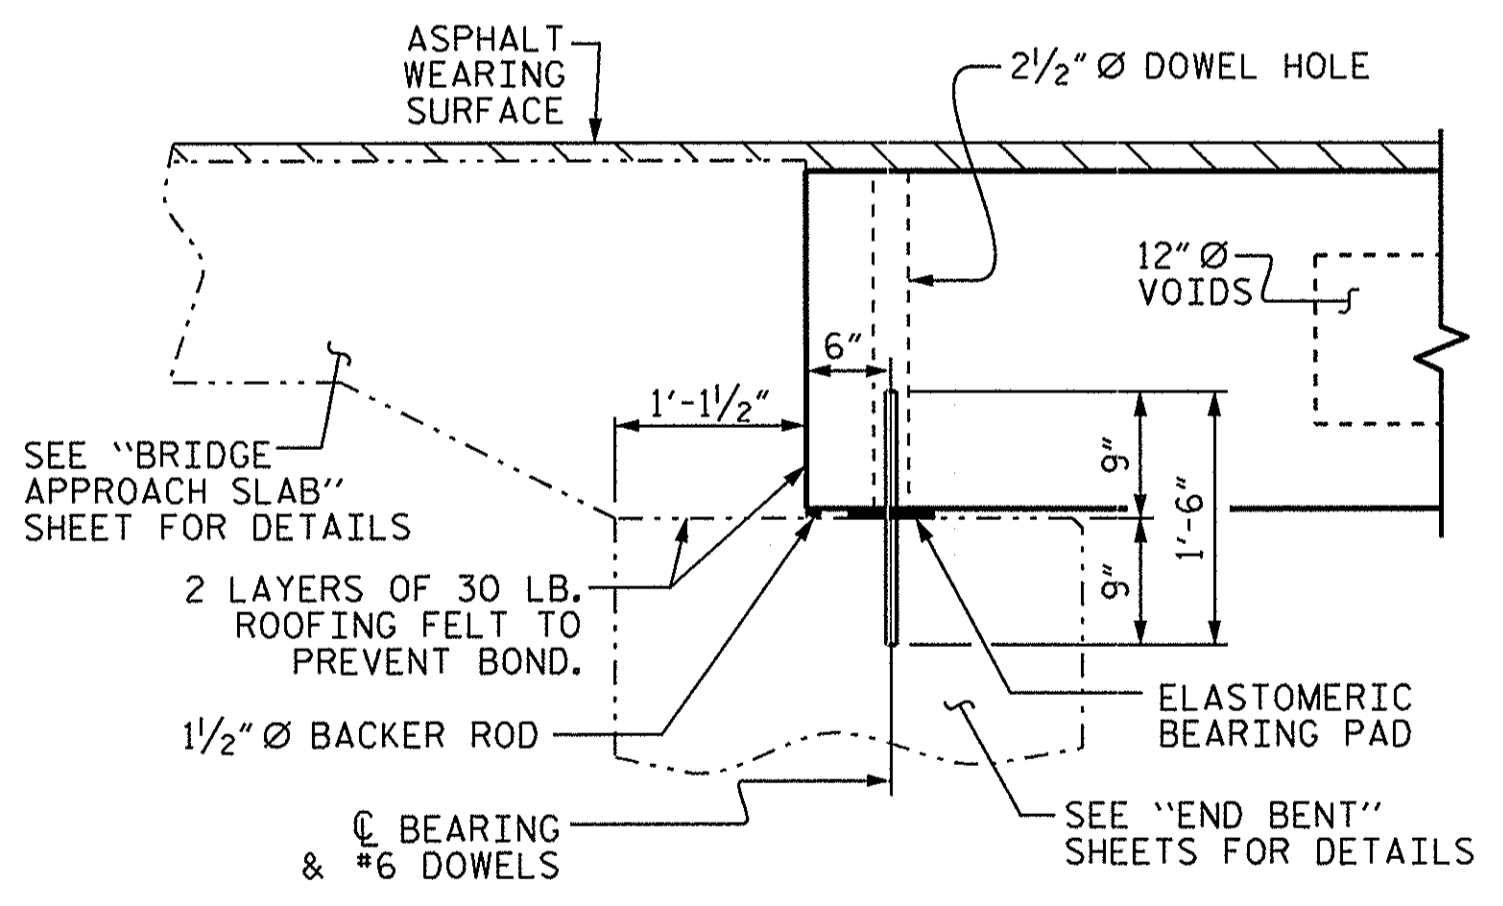 ASPHALT
WEARING
SURFACE
2½" Ø DOWEL HOLE
12" Ø
VOIDS
6"
1'-1½"
SEE "BRIDGE
APPROACH SLAB"
SHEET FOR DETAILS
9"
1'-6"
9"
2 LAYERS OF 30 LB.
ROOFING FELT TO
PREVENT BOND.
1½" Ø BACKER ROD
ELASTOMERIC
BEARING PAD
℄ BEARING
& #6 DOWELS
SEE "END BENT"
SHEETS FOR DETAILS